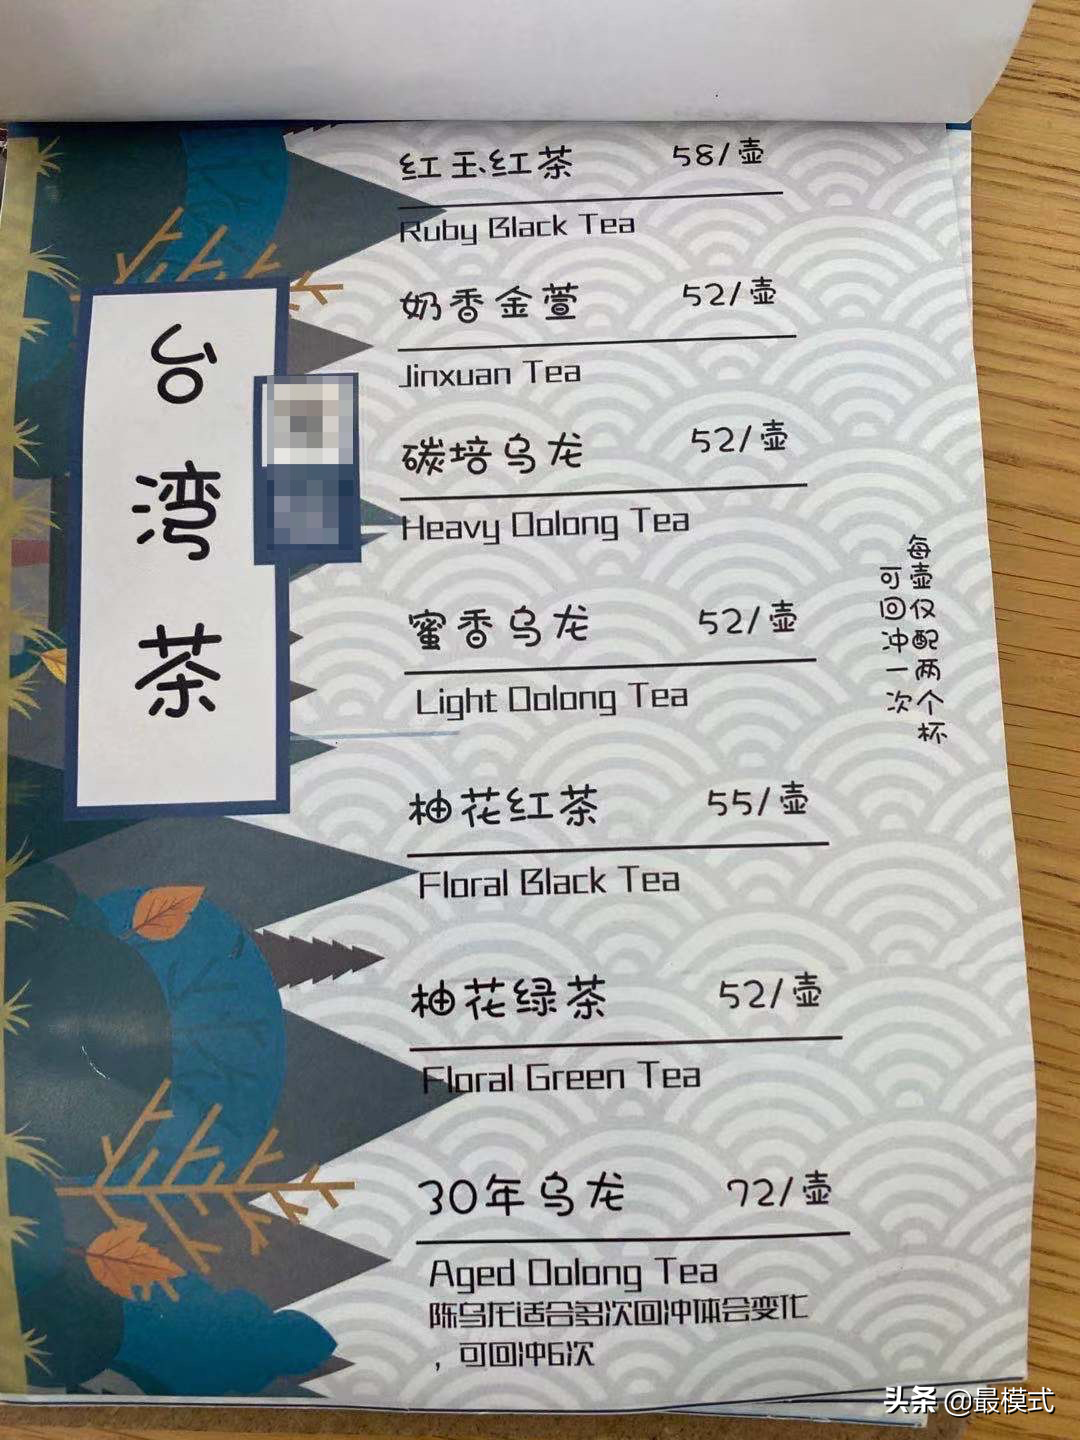 台湾茶
红玉红茶 58/壶
Ruby Black Tea
奶香金萱 52/壶
Jinxuan Tea
碳培乌龙 52/壶
Heavy Oolong Tea
蜜香乌龙 52/壶
Light Oolong Tea
柚花红茶 55/壶
Floral Black Tea
柚花绿茶 52/壶
Floral Green Tea
30年乌龙 72/壶
Aged Oolong Tea
陈乌龙适合多次回冲体会变化
，可回冲6次
每壶仅配两个杯
可回冲一次
头条 @最模式